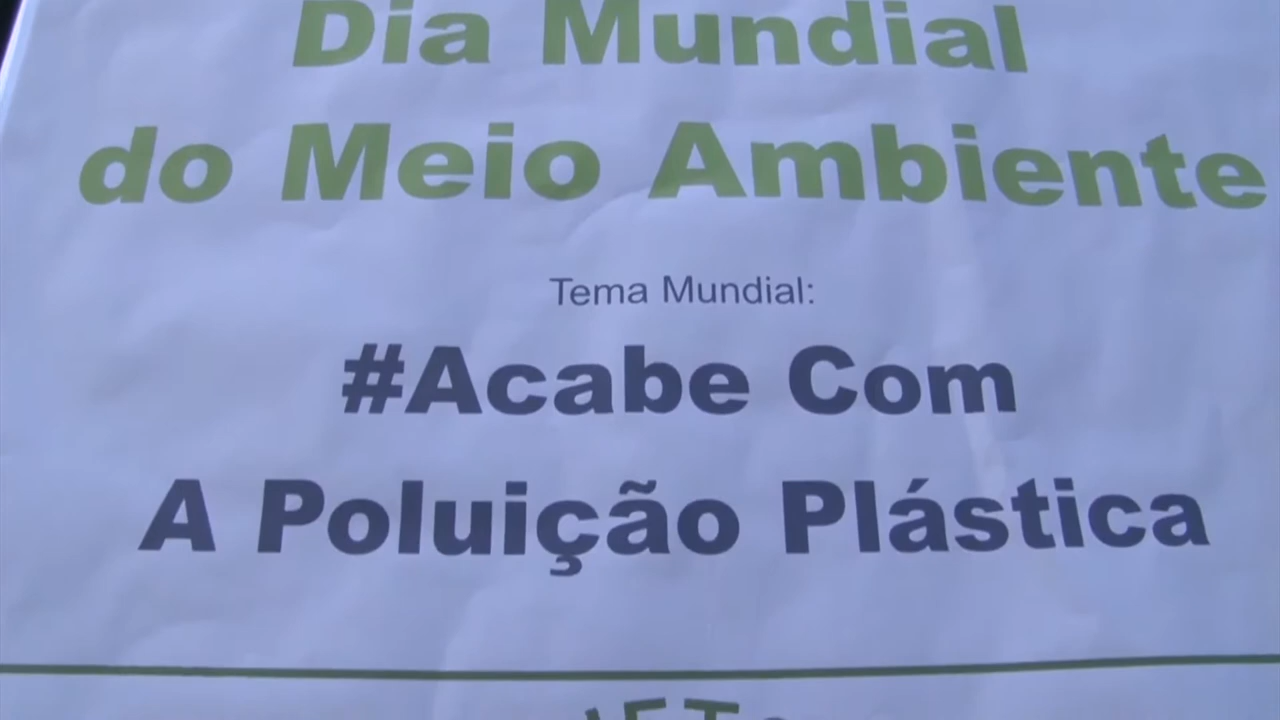 Dia Mundial
do Meio Ambiente
Tema Mundial:
#Acabe Com
A Poluição Plástica